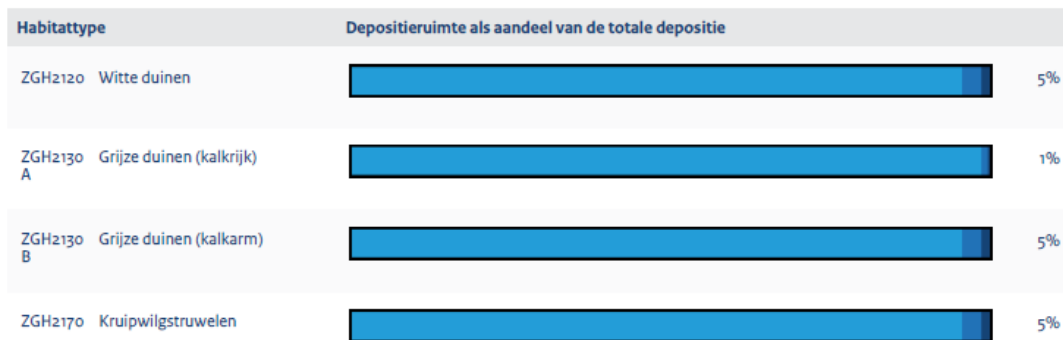 Habitattype Depositieruimte als aandeel van de totale depositie
ZGH2120 Witte duinen 5%
ZGH2130 Grijze duinen (kalkrijk) 1%
A
ZGH2130 Grijze duinen (kalkarm) 5%
B
ZGH2170 Kruipwilgstruwelen 5%